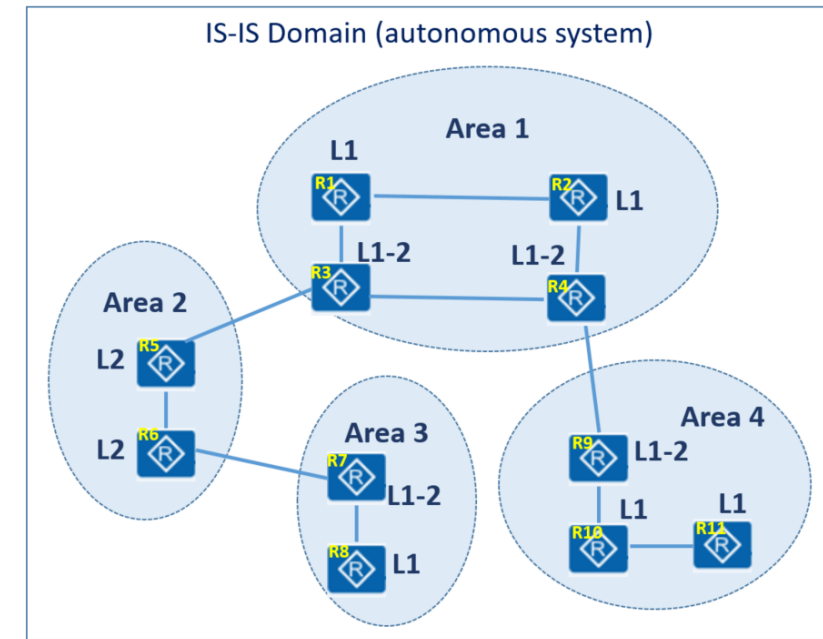 IS-IS Domain (autonomous system)
Area 1
L1
R1
R
R2
R
L1
L1-2
R3
R
L1-2
R4
R
Area 2
L2
R5
R
L2
R6
R
Area 3
R7
R
L1-2
R8
R
L1
Area 4
R9
R
L1-2
L1
R10
R
L1
R11
R